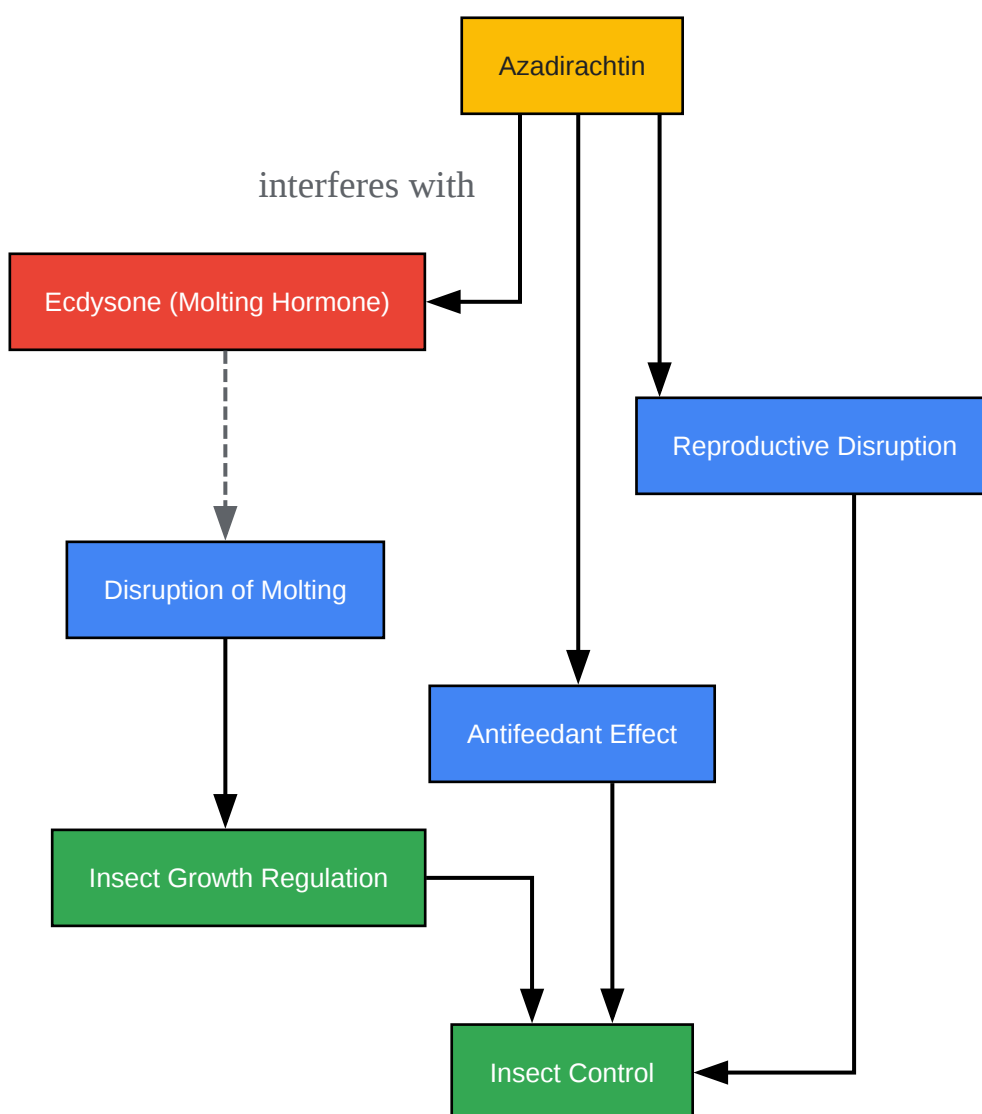 Azadirachtin
interferes with
Ecdysone (Molting Hormone)
Reproductive Disruption
Disruption of Molting
Antifeedant Effect
Insect Growth Regulation
Insect Control